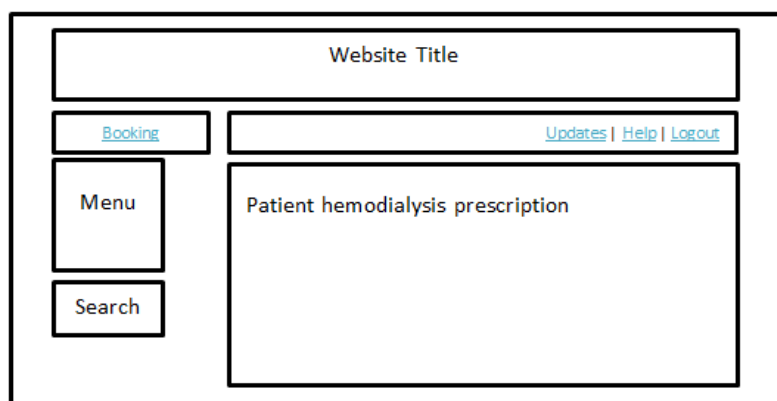 Website Title
Booking
Updates | Help | Logout
Menu
Patient hemodialysis prescription
Search